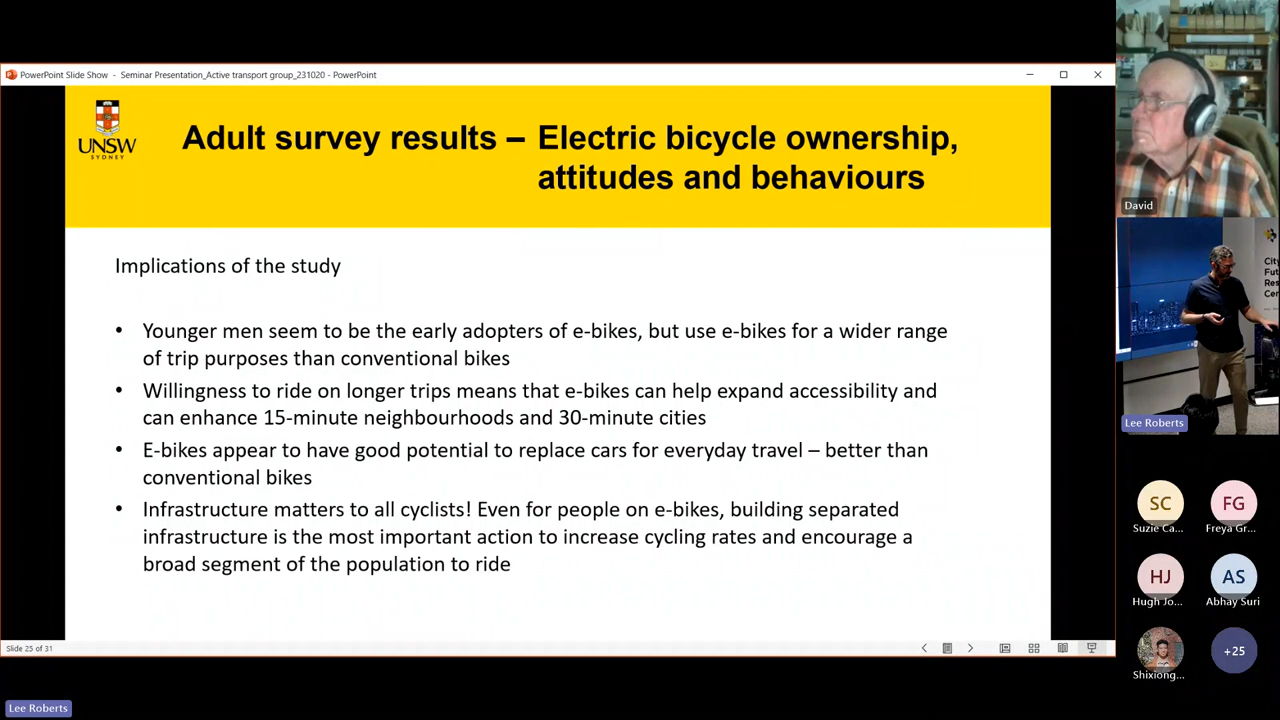 PowerPoint Slide Show - Seminar Presentation_Active transport group_231020 - PowerPoint
UNSW
SYDNEY
Adult survey results – Electric bicycle ownership,
attitudes and behaviours
Implications of the study
• Younger men seem to be the early adopters of e-bikes, but use e-bikes for a wider range
of trip purposes than conventional bikes
• Willingness to ride on longer trips means that e-bikes can help expand accessibility and
can enhance 15-minute neighbourhoods and 30-minute cities
• E-bikes appear to have good potential to replace cars for everyday travel – better than
conventional bikes
• Infrastructure matters to all cyclists! Even for people on e-bikes, building separated
infrastructure is the most important action to increase cycling rates and encourage a
broad segment of the population to ride
Slide 25 of 31
Lee Roberts
David
City
Futu
Res
Cen
Lee Roberts
SC
Suzie Ca...
FG
Freya Gr...
HJ
Hugh Jo...
AS
Abhay Suri
Shixiong...
+25